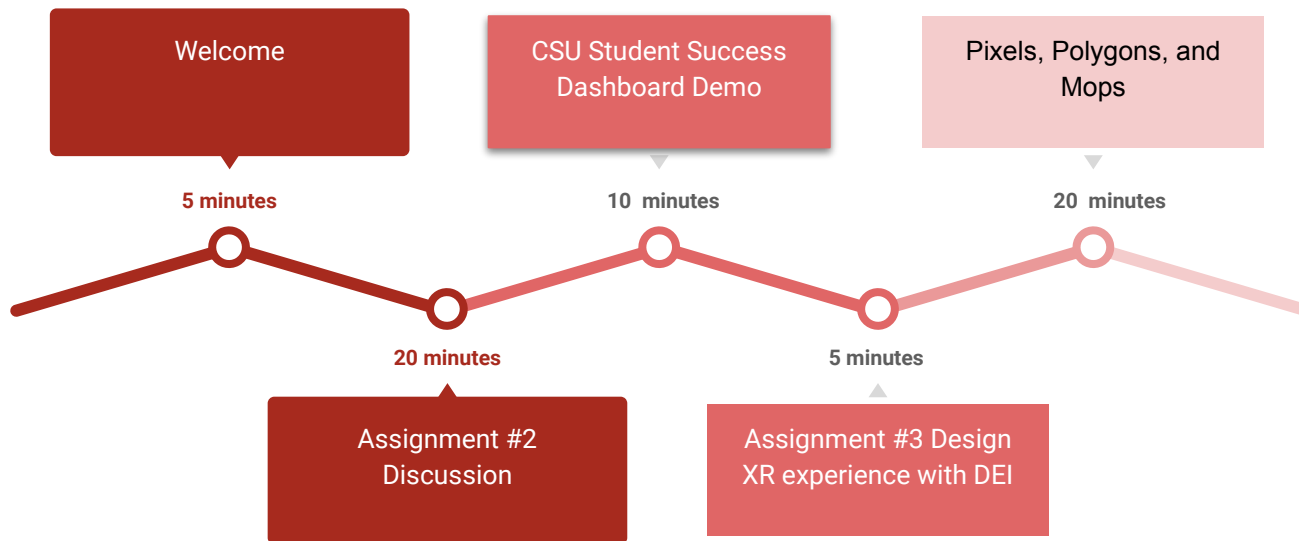 Welcome
5 minutes
20 minutes
Assignment #2
Discussion
CSU Student Success
Dashboard Demo
10 minutes
5 minutes
Assignment #3 Design
XR experience with DEI
Pixels, Polygons, and
Mops
20 minutes